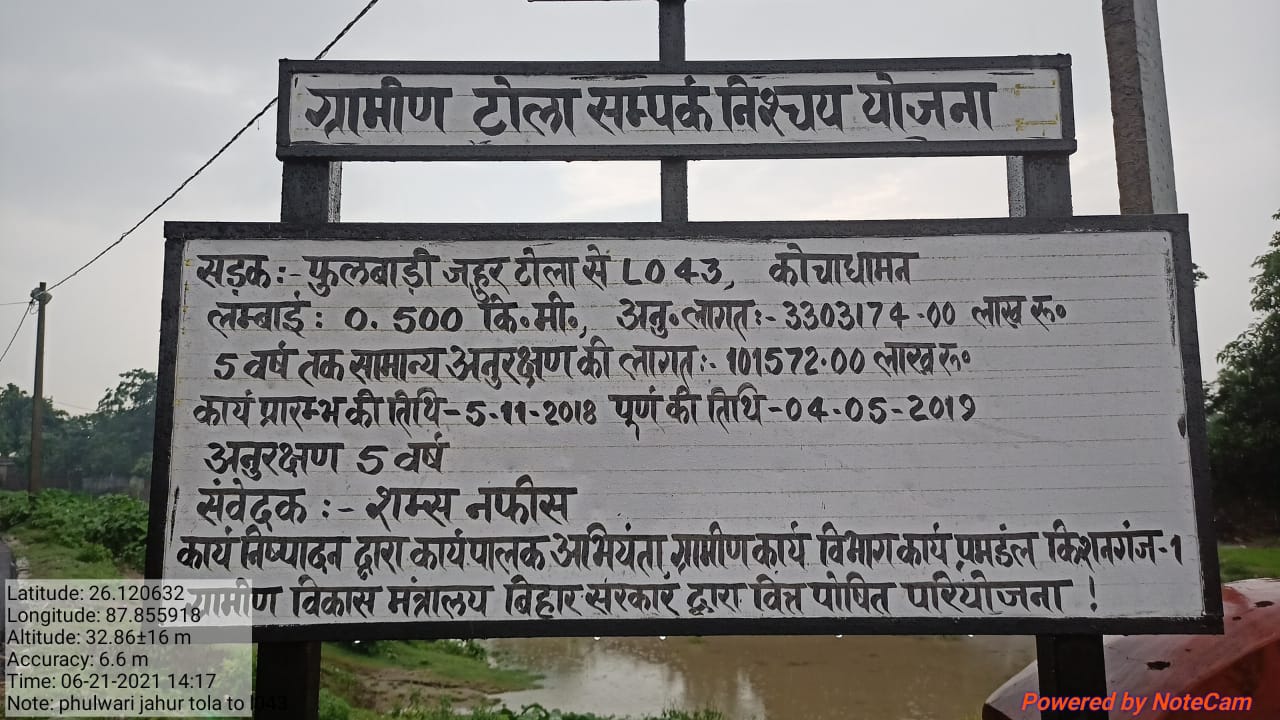 ग्रामीण टोला सम्पर्क निश्चय योजना
सड़क:- फुलबाड़ी जहुर टोला से L043, कोचाधामन
लम्बाई: 0.500 कि॰मी॰, अनु॰लागत:-3303174.00 लाख रू॰
5 वर्ष तक सामान्य अनुरक्षण की लागत:- 101572.00 लाख रू॰
कार्य प्रारम्भ की तिथि-5-11-2018 पूर्ण की तिथि-04-05-2019
अनुरक्षण 5 वर्ष
संवेदक :- शम्स नफीस
कार्य निष्पादन द्वारा कार्यपालक अभियंता ग्रामीण कार्य विभाग कार्य प्रमडंल किशनगंज-1
ग्रामीण विकास मंत्रालय बिहार सरकार द्वारा वित्त पोषित परियोजना !
Latitude: 26.120632
Longitude: 87.855918
Altitude: 32.86±16 m
Accuracy: 6.6 m
Time: 06-21-2021 14:17
Note: phulwari jahur tola to l043
Powered by NoteCam